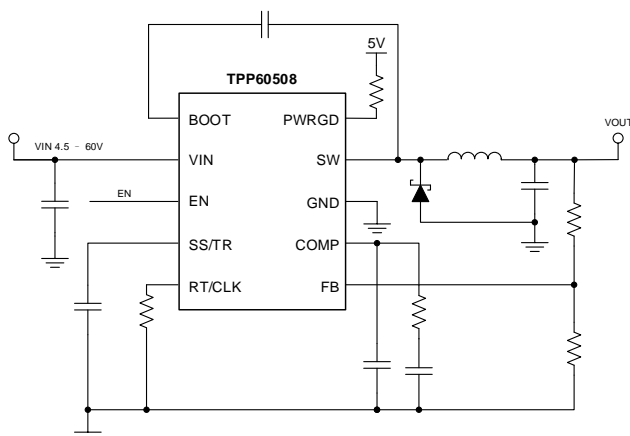 5V
TPP60508
BOOT
PWRGD
VIN 4.5 - 60V
VIN
SW
VOUT
EN
EN
GND
SS/TR
COMP
RT/CLK
FB